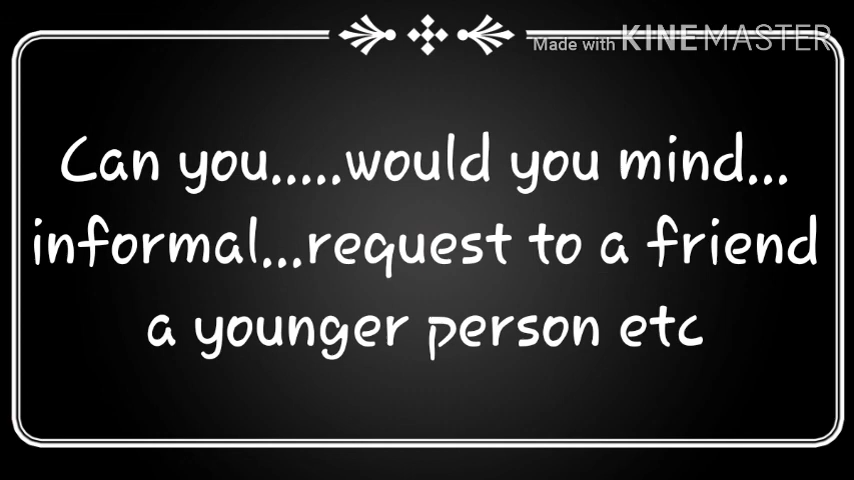 Made with KINEMASTER
Can you.....would you mind...
informal...request to a friend
a younger person etc